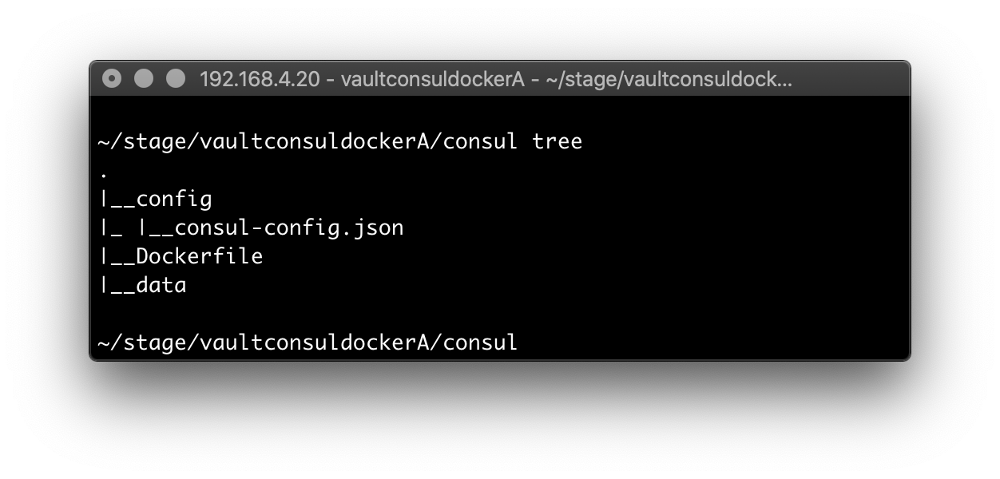 192.168.4.20 - vaultconsuldockerA - ~/stage/vaultconsuldock...
~/stage/vaultconsuldockerA/consul tree
.
|__config
|_ |__consul-config.json
|__Dockerfile
|__data
~/stage/vaultconsuldockerA/consul